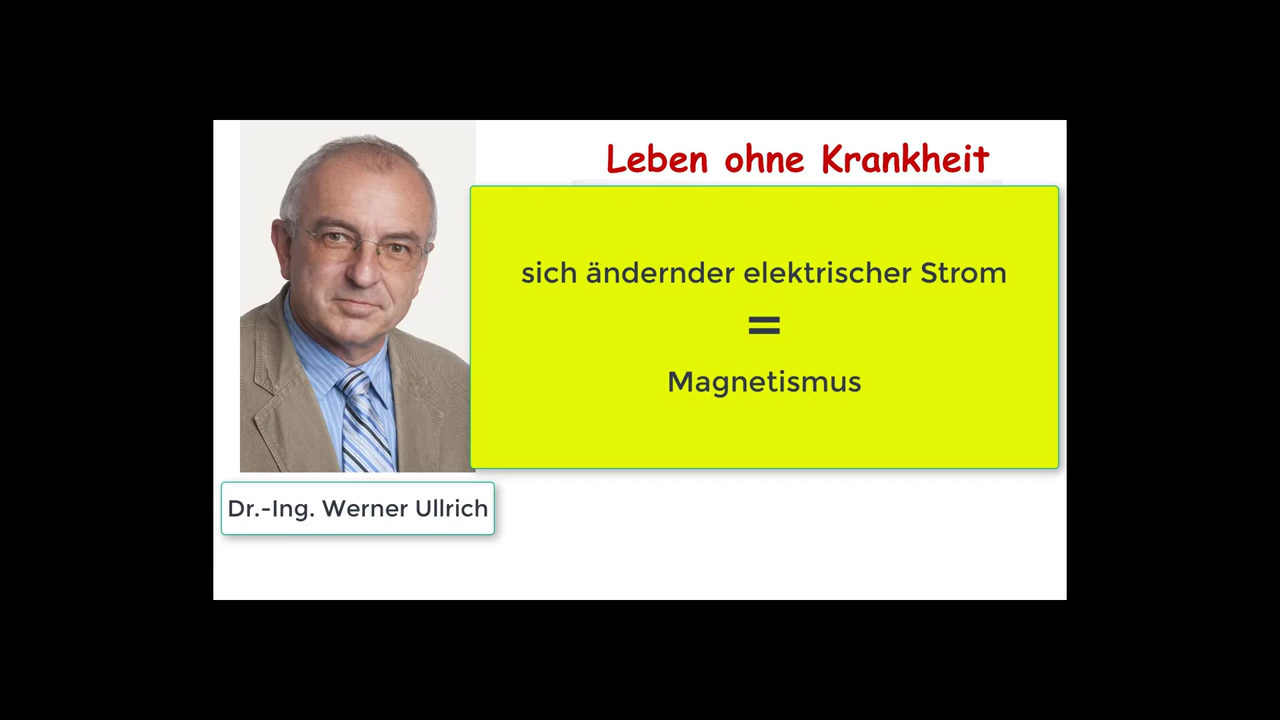 Leben ohne Krankheit
sich ändernder elektrischer Strom
=
Magnetismus
Dr.-Ing. Werner Ullrich